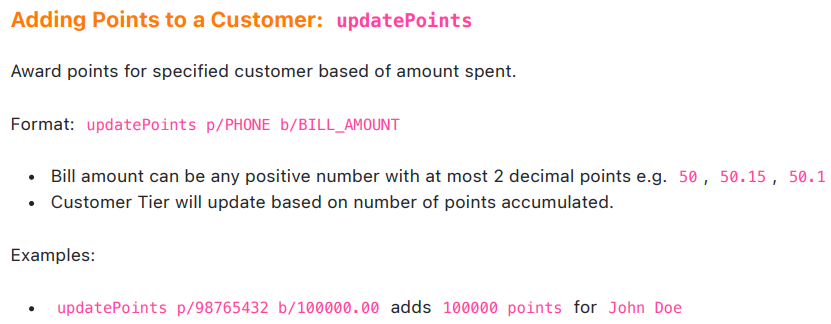 Adding Points to a Customer: updatePoints
Award points for specified customer based of amount spent.
Format: updatePoints p/PHONE b/BILL_AMOUNT
• Bill amount can be any positive number with at most 2 decimal points e.g. 50 , 50.15 , 50.1
• Customer Tier will update based on number of points accumulated.
Examples:
• updatePoints p/98765432 b/100000.00 adds 100000 points for John Doe